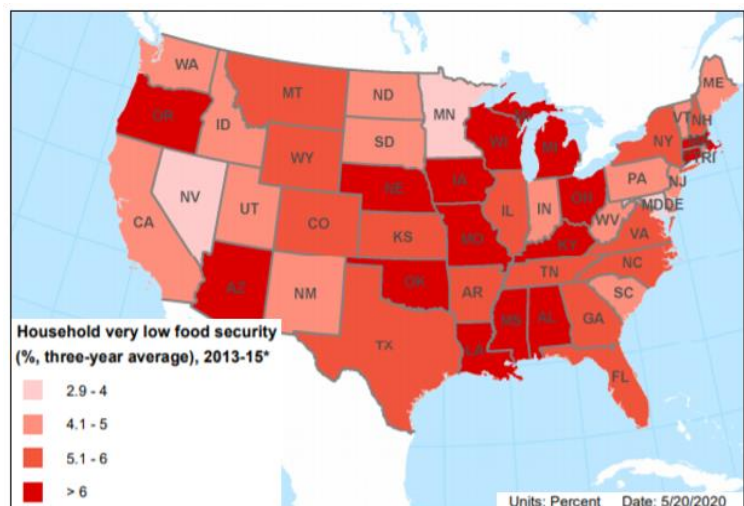 WA
MT
ND
MN
ME
OR
ID
SD
WI
MI
VT
NH
NY
WY
RI
NV
NE
IA
PA
NJ
CA
UT
CO
IL
IN
OH
MD
DE
WV
VA
KS
MO
KY
AZ
NM
OK
AR
TN
NC
SC
TX
MS
AL
GA
LA
FL
Household very low food security
(%, three-year average), 2013-15*
2.9 - 4
4.1 - 5
5.1 - 6
> 6
Units: Percent Date: 5/20/2020